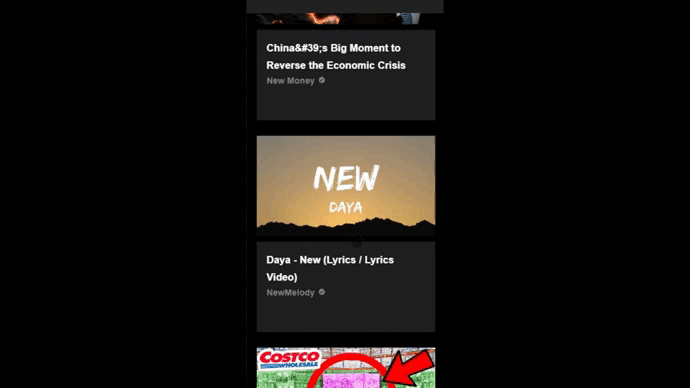 China&#39;s Big Moment to
Reverse the Economic Crisis
New Money
NEW
DAYA
Daya - New (Lyrics / Lyrics
Video)
NewMelody
COSTCO
WHOLESALE